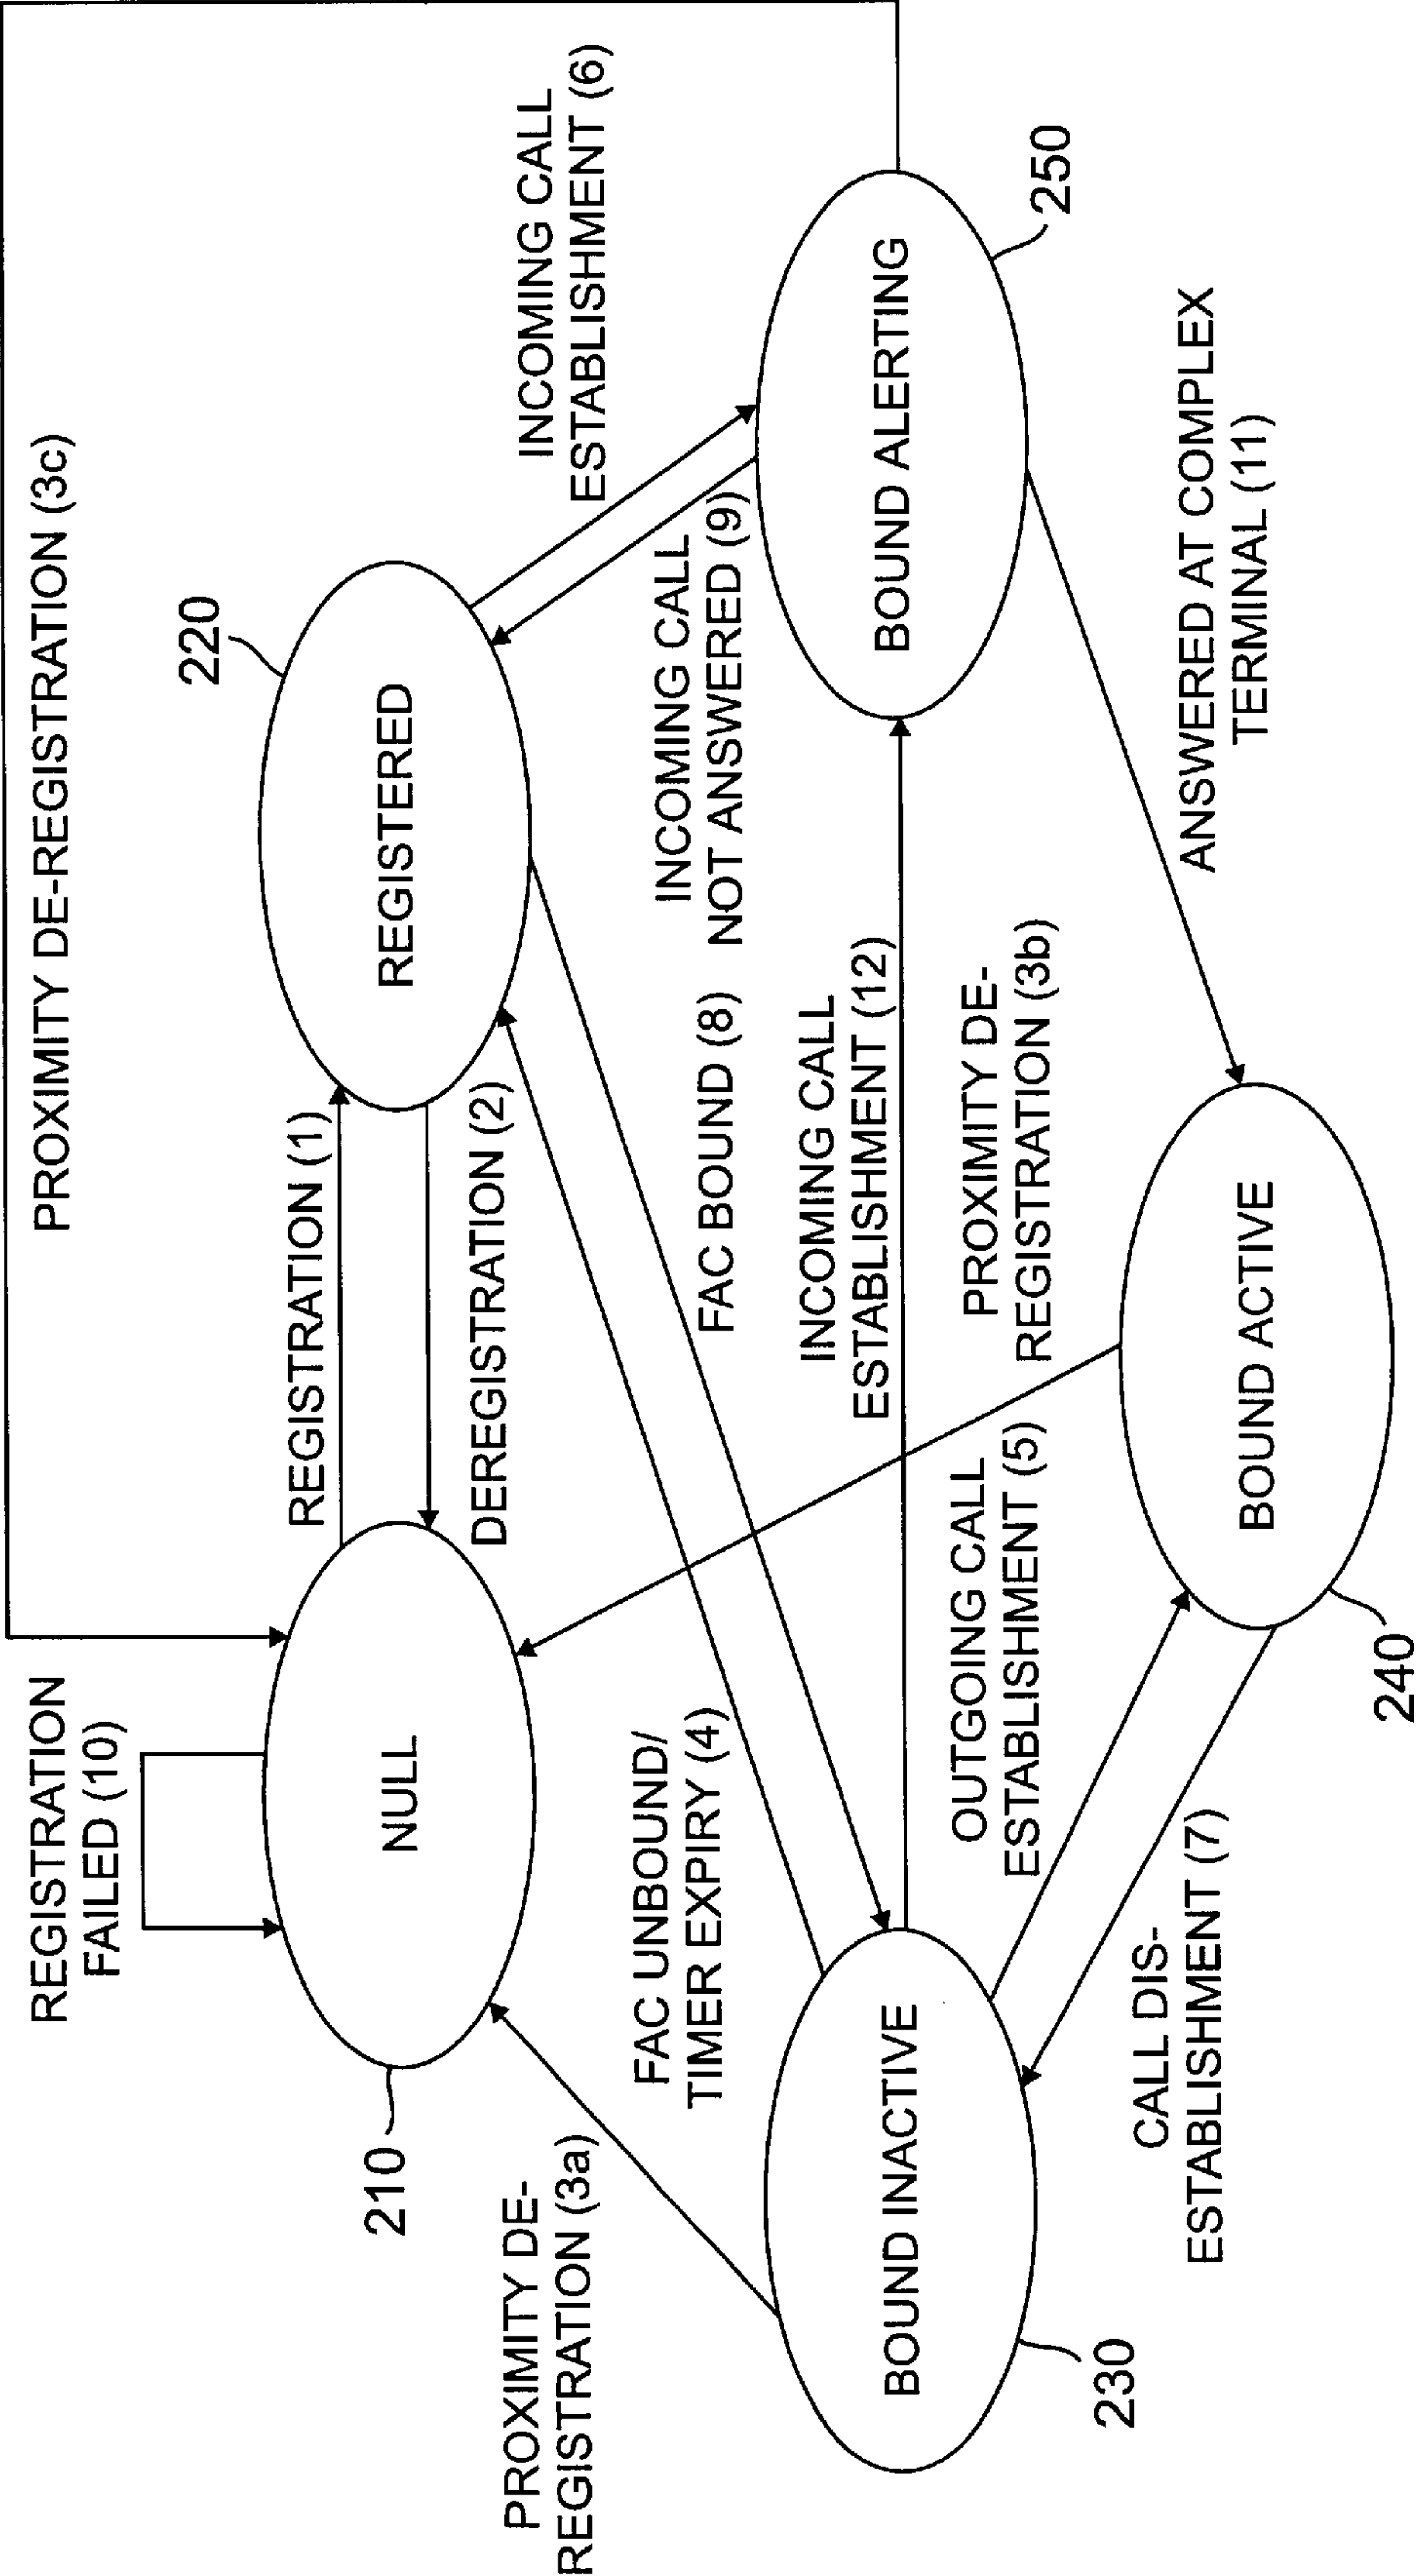 PROXIMITY DE-REGISTRATION (3c)
REGISTRATION
FAILED (10)
220
REGISTRATION (1)
INCOMING CALL
ESTABLISHMENT (6)
210
NULL
REGISTERED
DEREGISTRATION (2)
PROXIMITY DE-
REGISTRATION (3a)
FAC UNBOUND/
TIMER EXPIRY (4)
FAC BOUND (8)
INCOMING CALL
NOT ANSWERED (9)
INCOMING CALL
ESTABLISHMENT (12)
BOUND INACTIVE
BOUND ALERTING
230
250
OUTGOING CALL
ESTABLISHMENT (5)
PROXIMITY DE-
REGISTRATION (3b)
CALL DIS-
ESTABLISHMENT (7)
ANSWERED AT COMPLEX
TERMINAL (11)
BOUND ACTIVE
240